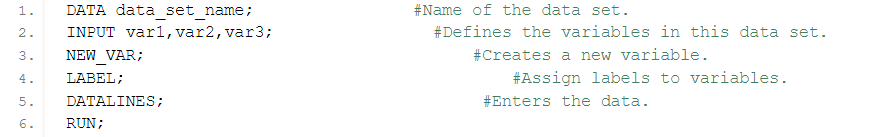 1. DATA data_set_name; #Name of the data set.
2. INPUT var1,var2,var3; #Defines the variables in this data set.
3. NEW_VAR; #Creates a new variable.
4. LABEL; #Assign labels to variables.
5. DATALINES; #Enters the data.
6. RUN;